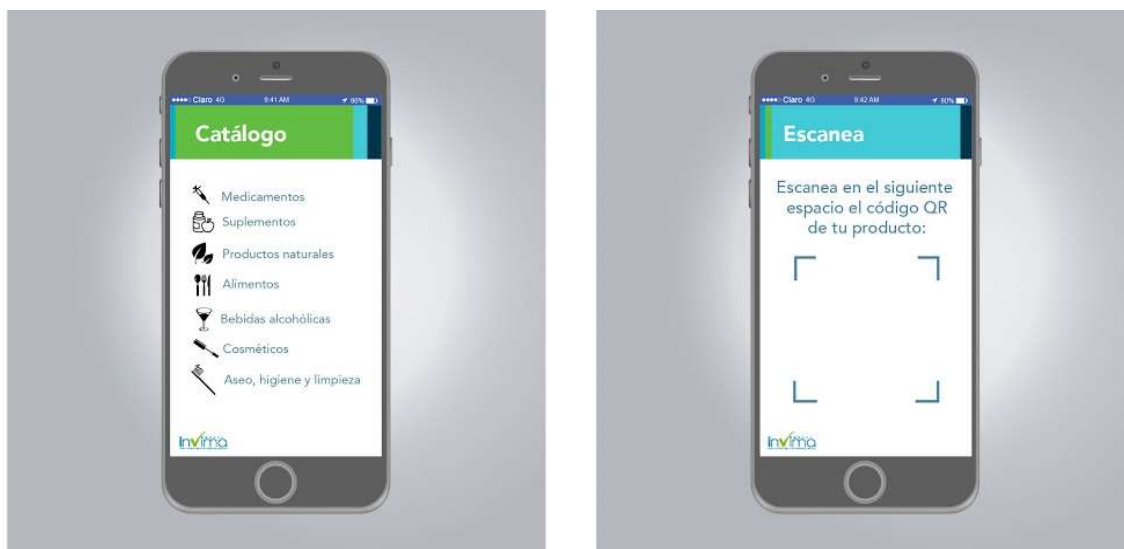 Claro 4G 9:41 AM 80%
Catálogo
Medicamentos
Suplementos
Productos naturales
Alimentos
Bebidas alcohólicas
Cosméticos
Aseo, higiene y limpieza
invima
Claro 4G 9:42 AM 80%
Escanea
Escanea en el siguiente
espacio el código QR
de tu producto:
invima